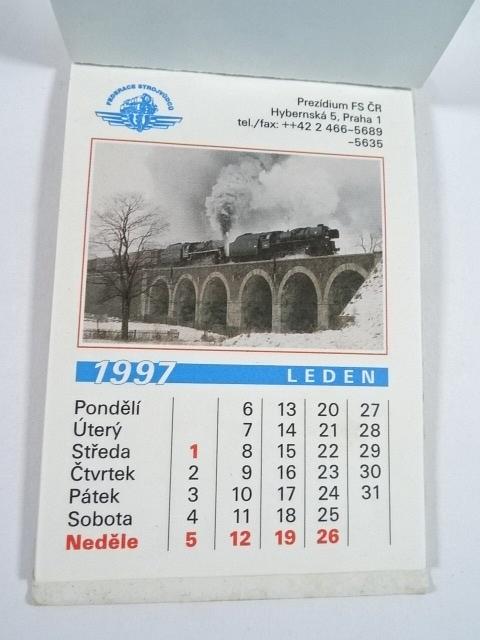 FEDERACE STROJVŮDCŮ
Prezídium FS ČR
Hybernská 5, Praha 1
tel./fax: ++42 2 466-5689
-5635
1997 LEDEN
Pondělí 6 13 20 27
Úterý 7 14 21 28
Středa 1 8 15 22 29
Čtvrtek 2 9 16 23 30
Pátek 3 10 17 24 31
Sobota 4 11 18 25
Neděle 5 12 19 26